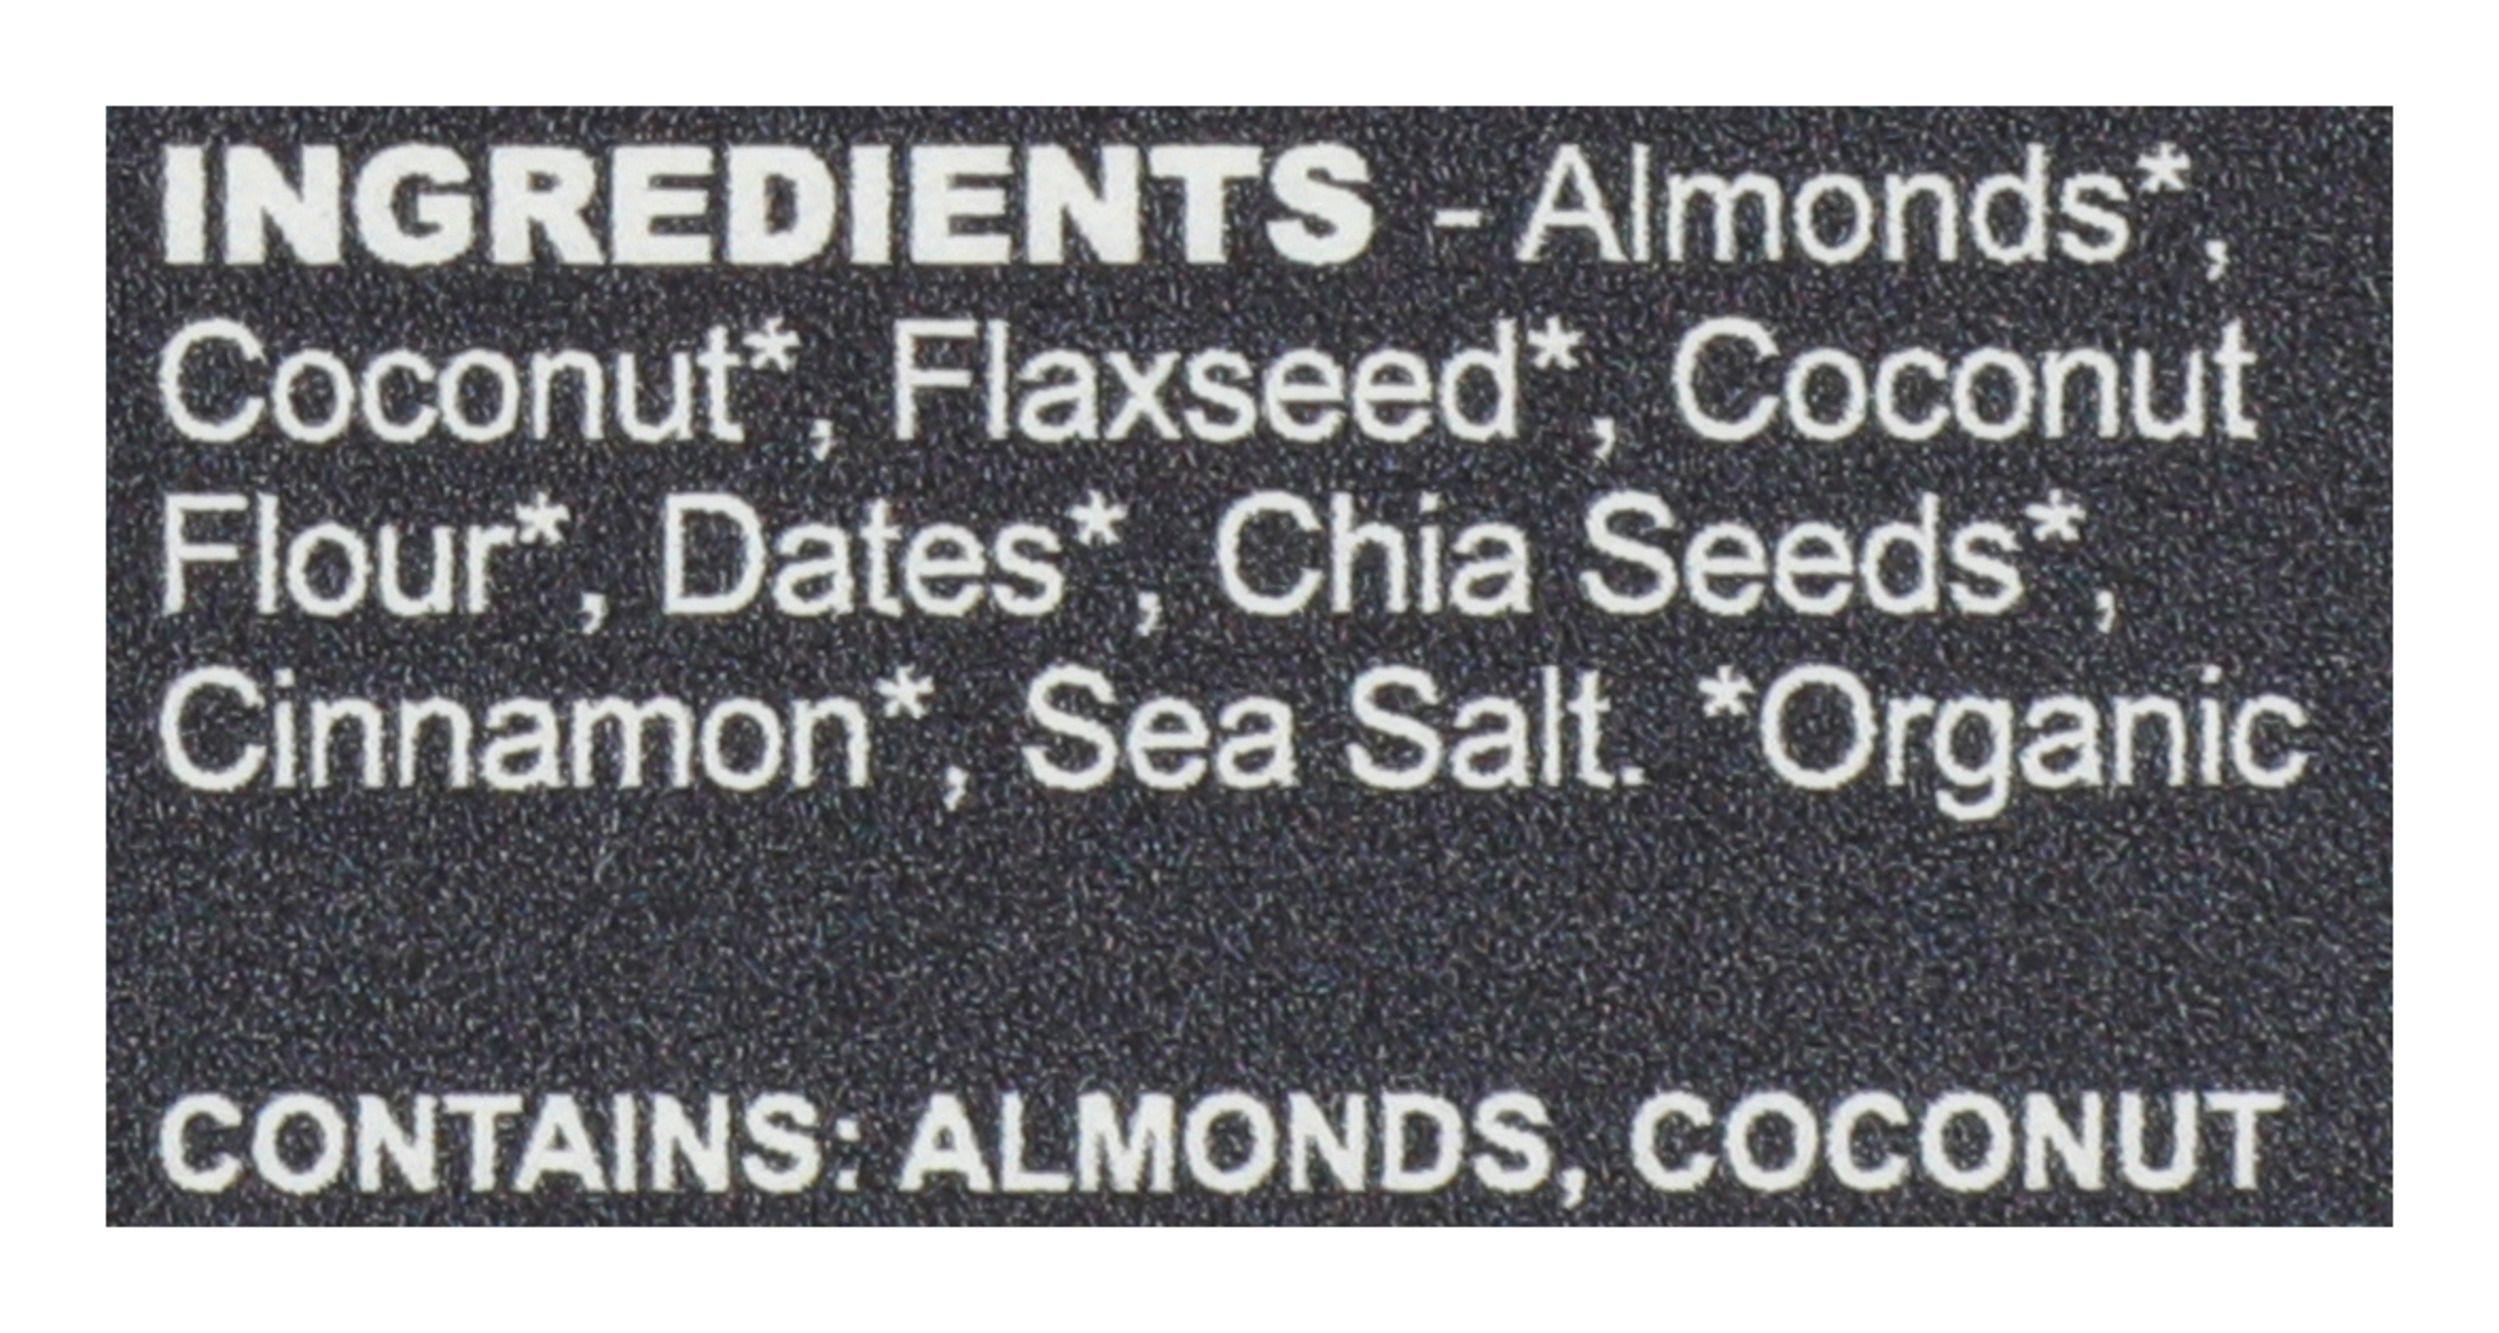 INGREDIENTS - Almonds*,
Coconut*, Flaxseed*, Coconut
Flour*, Dates*, Chia Seeds*,
Cinnamon*, Sea Salt. *Organic
CONTAINS: ALMONDS, COCONUT